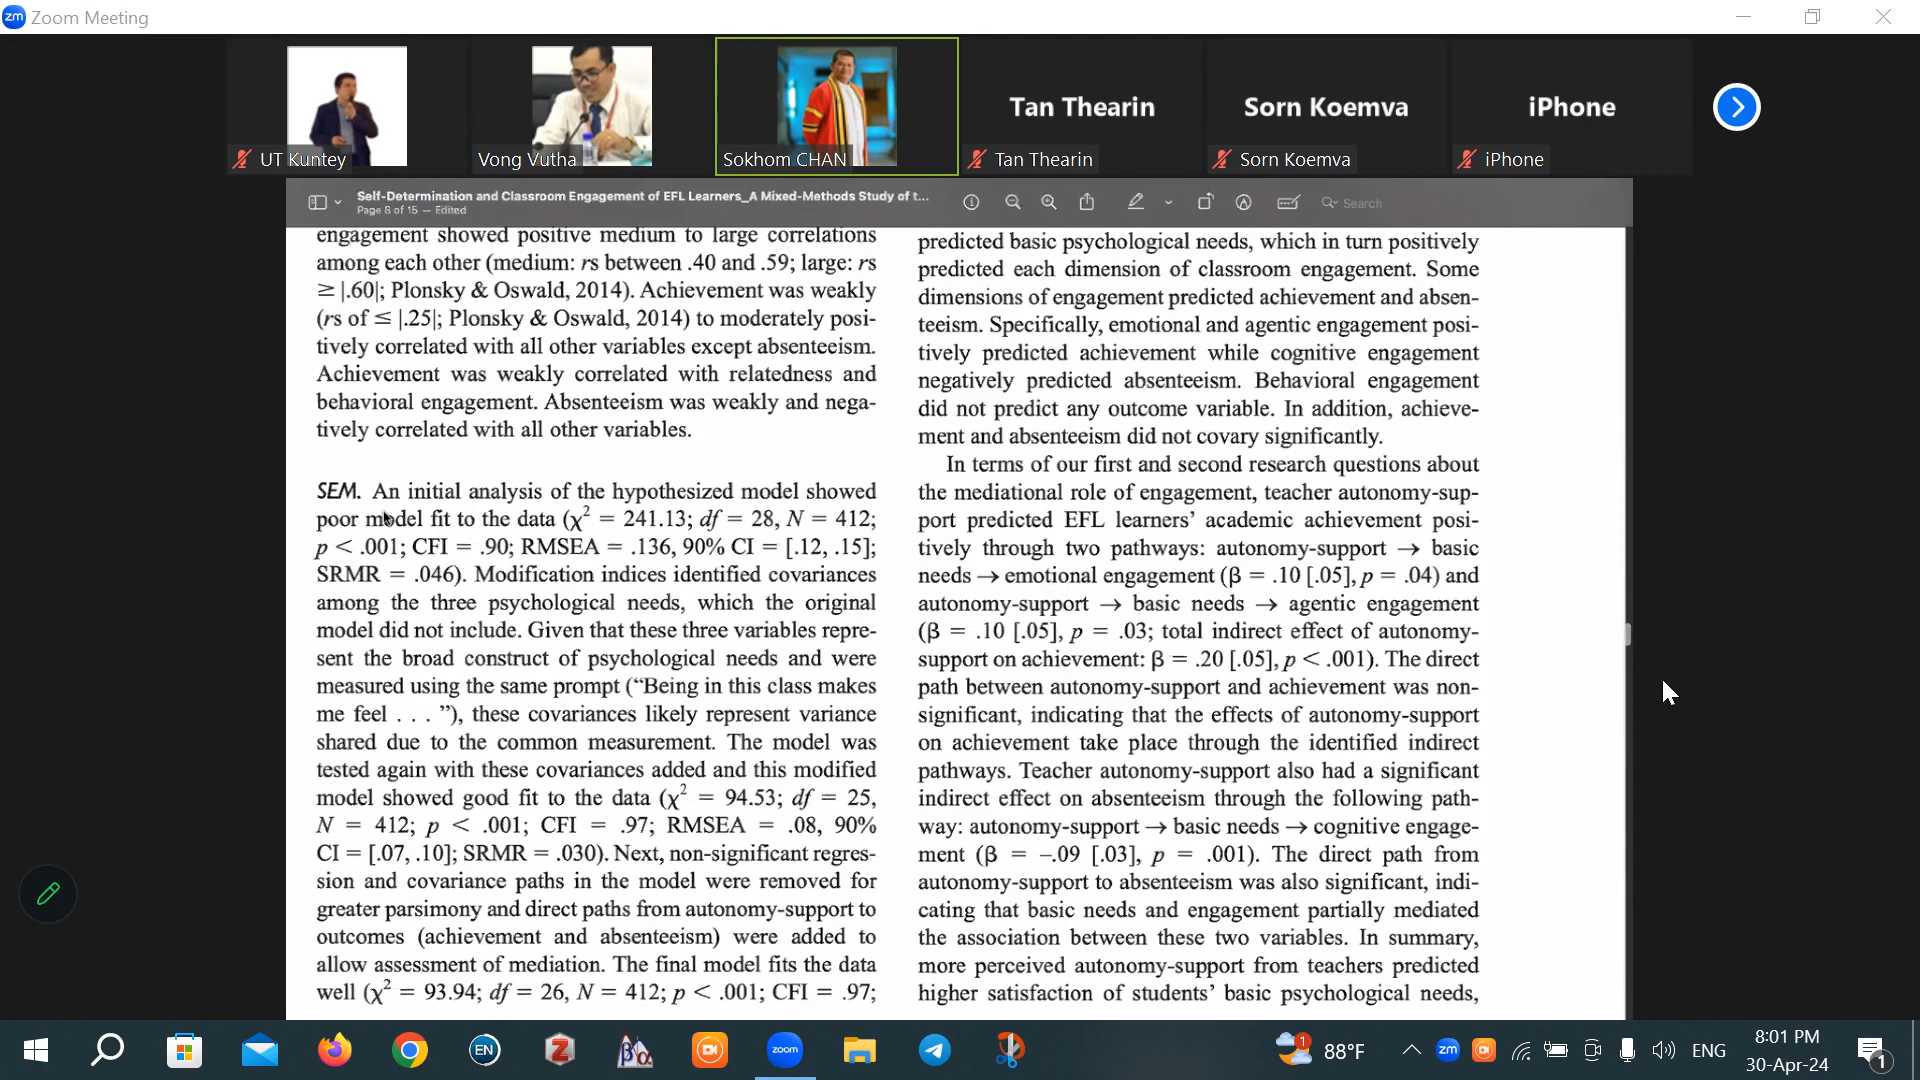 zm Zoom Meeting
UT Kuntey
Vong Vutha
Sokhom CHAN
Tan Thearin
Tan Thearin
Sorn Koemva
Sorn Koemva
iPhone
iPhone
Self-Determination and Classroom Engagement of EFL Learners_A Mixed-Methods Study of t...
Page 8 of 15 — Edited
Search
engagement showed positive medium to large correlations
among each other (medium: rs between .40 and .59; large: rs
≥ |.60|; Plonsky & Oswald, 2014). Achievement was weakly
(rs of ≤ |.25|; Plonsky & Oswald, 2014) to moderately posi-
tively correlated with all other variables except absenteeism.
Achievement was weakly correlated with relatedness and
behavioral engagement. Absenteeism was weakly and nega-
tively correlated with all other variables.
SEM. An initial analysis of the hypothesized model showed
poor model fit to the data (χ² = 241.13; df = 28, N = 412;
p < .001; CFI = .90; RMSEA = .136, 90% CI = [.12, .15];
SRMR = .046). Modification indices identified covariances
among the three psychological needs, which the original
model did not include. Given that these three variables repre-
sent the broad construct of psychological needs and were
measured using the same prompt (“Being in this class makes
me feel . . . ”), these covariances likely represent variance
shared due to the common measurement. The model was
tested again with these covariances added and this modified
model showed good fit to the data (χ² = 94.53; df = 25,
N = 412; p < .001; CFI = .97; RMSEA = .08, 90%
CI = [.07, .10]; SRMR = .030). Next, non-significant regres-
sion and covariance paths in the model were removed for
greater parsimony and direct paths from autonomy-support to
outcomes (achievement and absenteeism) were added to
allow assessment of mediation. The final model fits the data
well (χ² = 93.94; df = 26, N = 412; p < .001; CFI = .97;
predicted basic psychological needs, which in turn positively
predicted each dimension of classroom engagement. Some
dimensions of engagement predicted achievement and absen-
teeism. Specifically, emotional and agentic engagement posi-
tively predicted achievement while cognitive engagement
negatively predicted absenteeism. Behavioral engagement
did not predict any outcome variable. In addition, achieve-
ment and absenteeism did not covary significantly.
In terms of our first and second research questions about
the mediational role of engagement, teacher autonomy-sup-
port predicted EFL learners’ academic achievement posi-
tively through two pathways: autonomy-support → basic
needs → emotional engagement (β = .10 [.05], p = .04) and
autonomy-support → basic needs → agentic engagement
(β = .10 [.05], p = .03; total indirect effect of autonomy-
support on achievement: β = .20 [.05], p < .001). The direct
path between autonomy-support and achievement was non-
significant, indicating that the effects of autonomy-support
on achievement take place through the identified indirect
pathways. Teacher autonomy-support also had a significant
indirect effect on absenteeism through the following path-
way: autonomy-support → basic needs → cognitive engage-
ment (β = –.09 [.03], p = .001). The direct path from
autonomy-support to absenteeism was also significant, indi-
cating that basic needs and engagement partially mediated
the association between these two variables. In summary,
more perceived autonomy-support from teachers predicted
higher satisfaction of students’ basic psychological needs,
EN
Z
βα
zoom
1
88°F
zm
ENG
8:01 PM
30-Apr-24
1